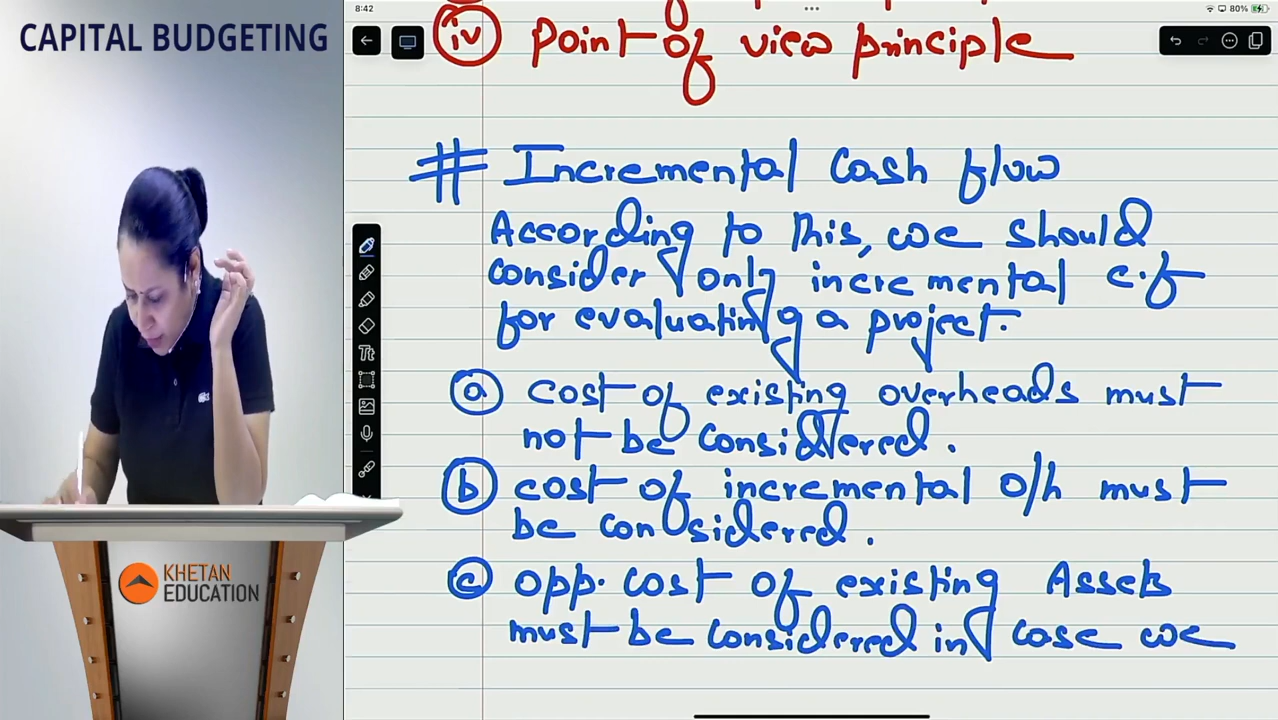 CAPITAL BUDGETING
8:42
80%
iv point of view principle
# Incremental Cash flow
According to this, we should
consider only incremental c.f
for evaluating a project.
a cost of existing overheads must
not be considered.
b cost of incremental o/h must
be considered.
c opp. cost of existing Assets
must be considered in case we
Tt
KHETAN
EDUCATION